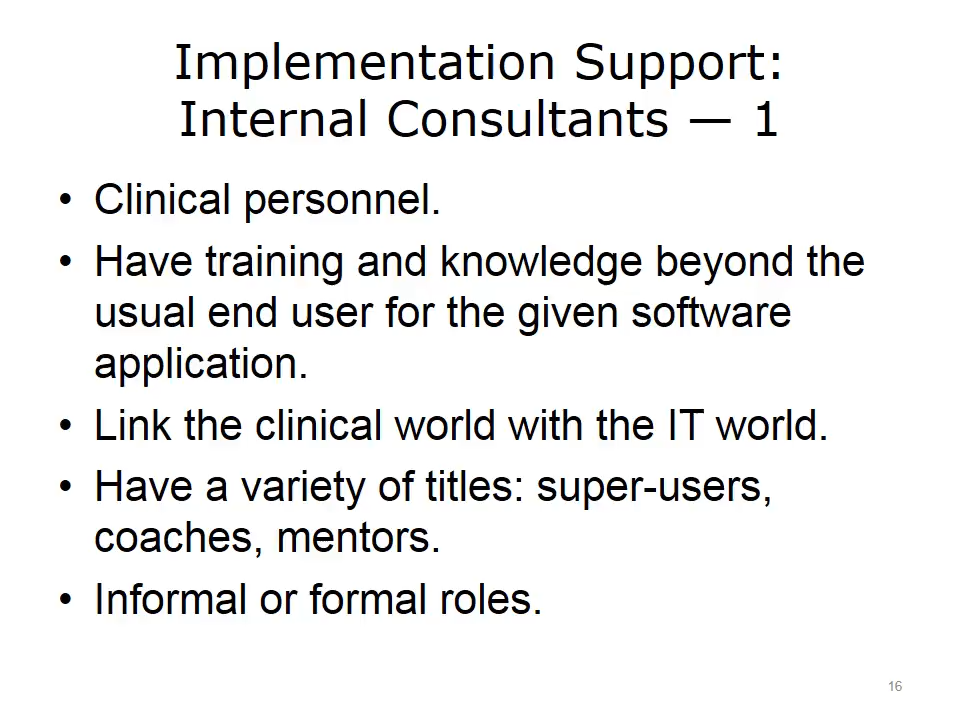 Implementation Support:
Internal Consultants — 1
• Clinical personnel.
• Have training and knowledge beyond the
usual end user for the given software
application.
• Link the clinical world with the IT world.
• Have a variety of titles: super-users,
coaches, mentors.
• Informal or formal roles.
16